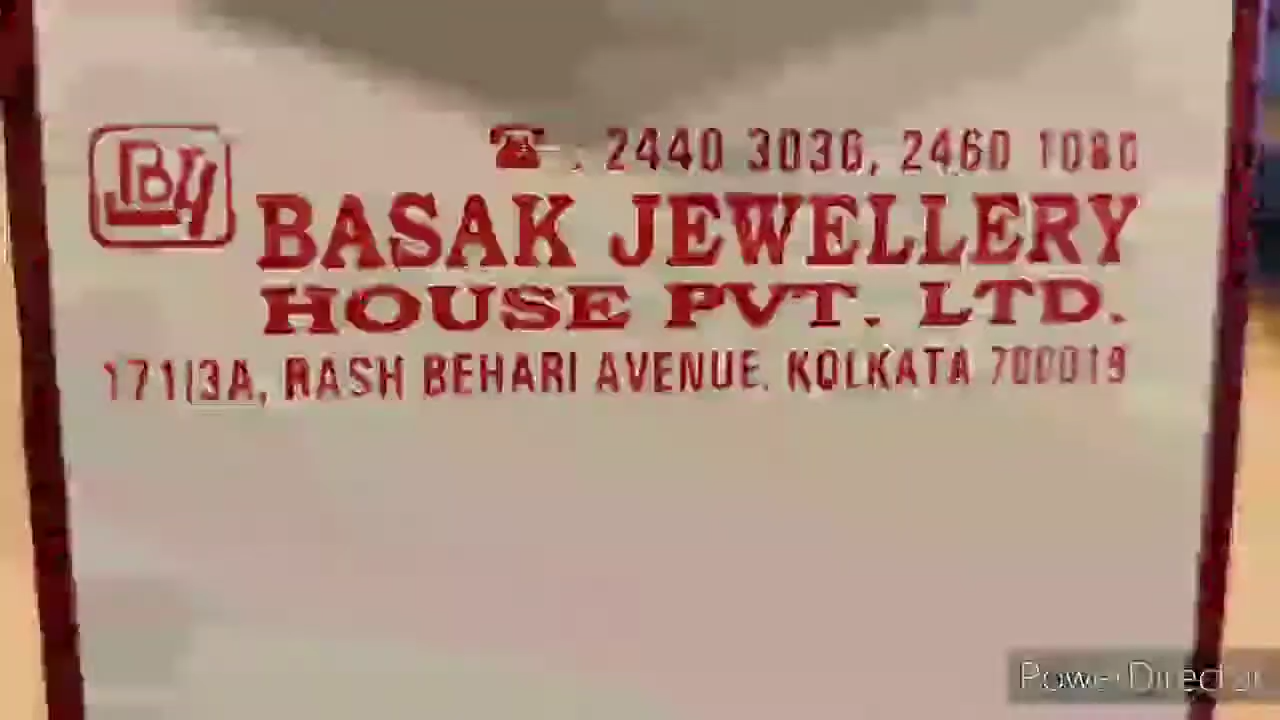 ☎ : 2440 3030, 2460 1080
BASAK JEWELLERY
HOUSE PVT. LTD.
171/3A, RASH BEHARI AVENUE, KOLKATA 700019
PowerDirector